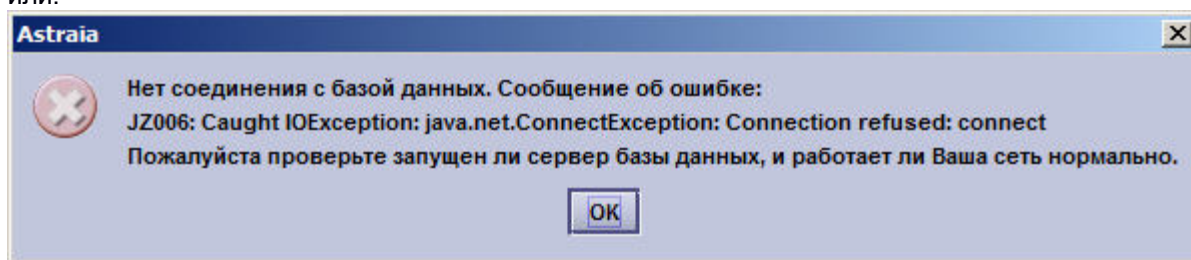 или:
Astraia
Нет соединения с базой данных. Сообщение об ошибке:
JZ006: Caught IOException: java.net.ConnectException: Connection refused: connect
Пожалуйста проверьте запущен ли сервер базы данных, и работает ли Ваша сеть нормально.
OK